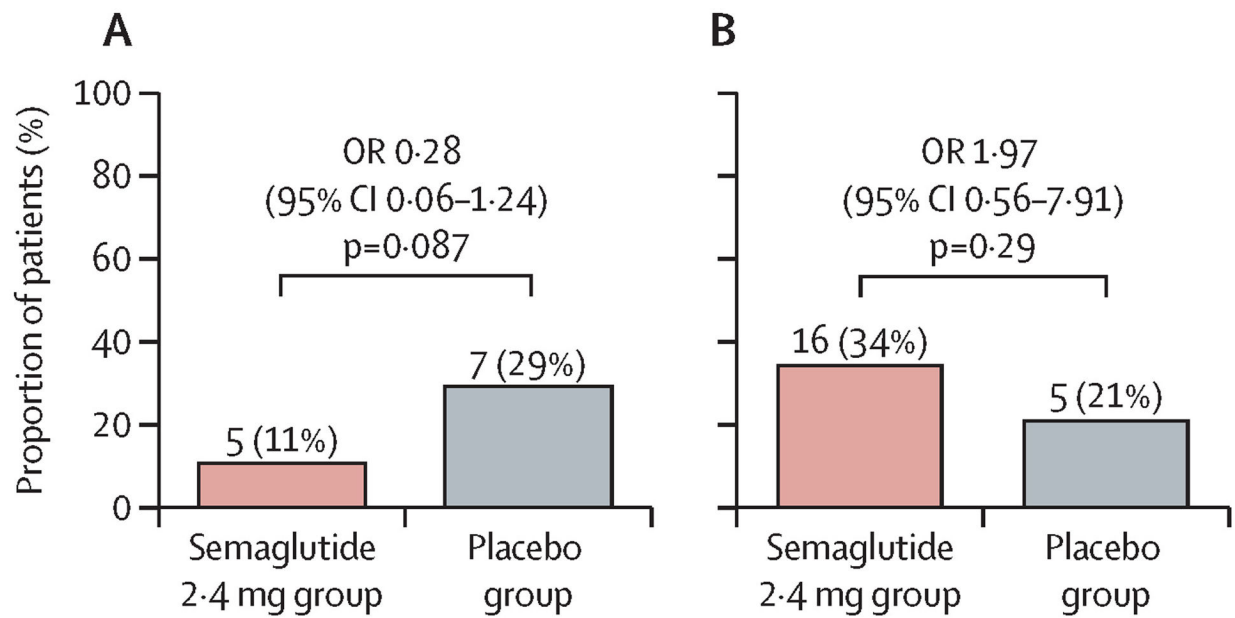 A
B
Proportion of patients (%)
100
80
60
40
20
0
OR 0·28
(95% CI 0·06–1·24)
p=0·087
5 (11%)
7 (29%)
Semaglutide
2·4 mg group
Placebo
group
OR 1·97
(95% CI 0·56–7·91)
p=0·29
16 (34%)
5 (21%)
Semaglutide
2·4 mg group
Placebo
group